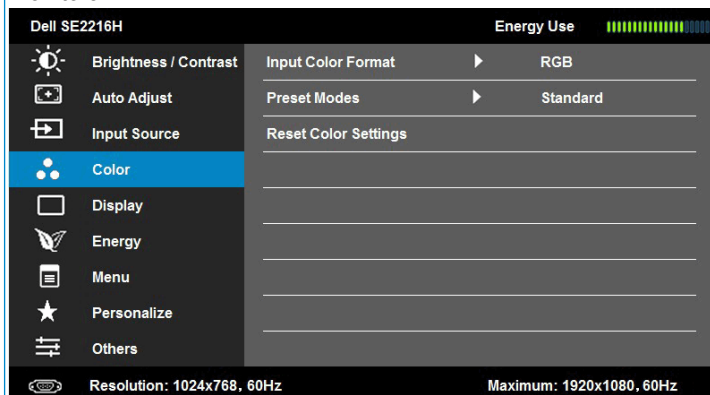 Dell SE2216H Energy Use
Brightness / Contrast Input Color Format RGB
Auto Adjust Preset Modes Standard
Input Source Reset Color Settings
Color
Display
Energy
Menu
Personalize
Others
Resolution: 1024x768, 60Hz Maximum: 1920x1080, 60Hz